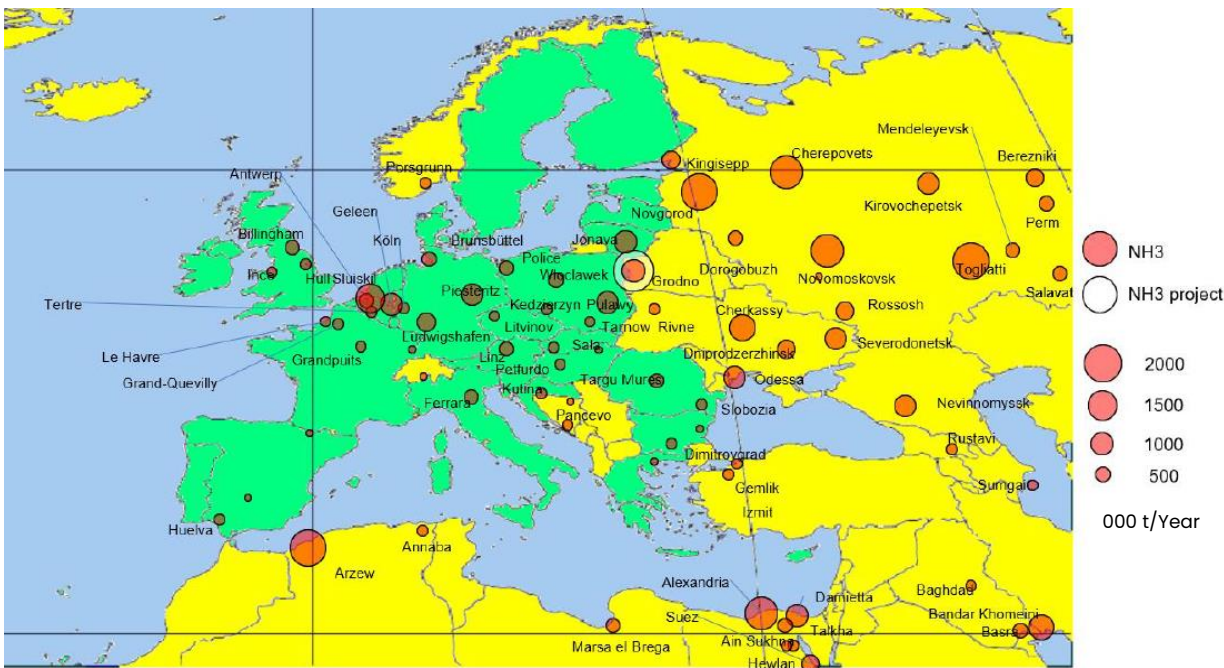 Mendeleyevsk
Porsgrunn
Kingisepp
Cherepovets
Berezniki
Antwerp
Geleen
Kirovochepetsk
Perm
Novgorod
Billingham
Köln
Brunsbüttel
Jonava
Police
Ince
Hull
Sluiskil
Wloclawek
Grodno
Dorogobuzh
Novomoskovsk
Togliatti
Salavat
Tertre
Piestentz
Kedzierzyn
Pulawy
Cherkassy
Rossosh
Litvinov
Tarnow
Rivne
Ludwigshafen
Severodonetsk
Le Havre
Grandpuits
Linz
Sala
Dniprodzerzhinsk
Petfurdo
Grand-Quevilly
Kutina
Targu Mures
Odessa
Ferrara
Pancevo
Slobozia
Nevinnomyssk
Rustavi
Dimitrovgrad
Gemlik
Sumgai
Izmit
Huelva
Annaba
Arzew
Alexandria
Damietta
Baghdad
Suez
Bandar Khomeini
Marsa el Brega
Ain Sukhna
Talkha
Basra
Hewlan
NH3
NH3 project
2000
1500
1000
500
000 t/Year